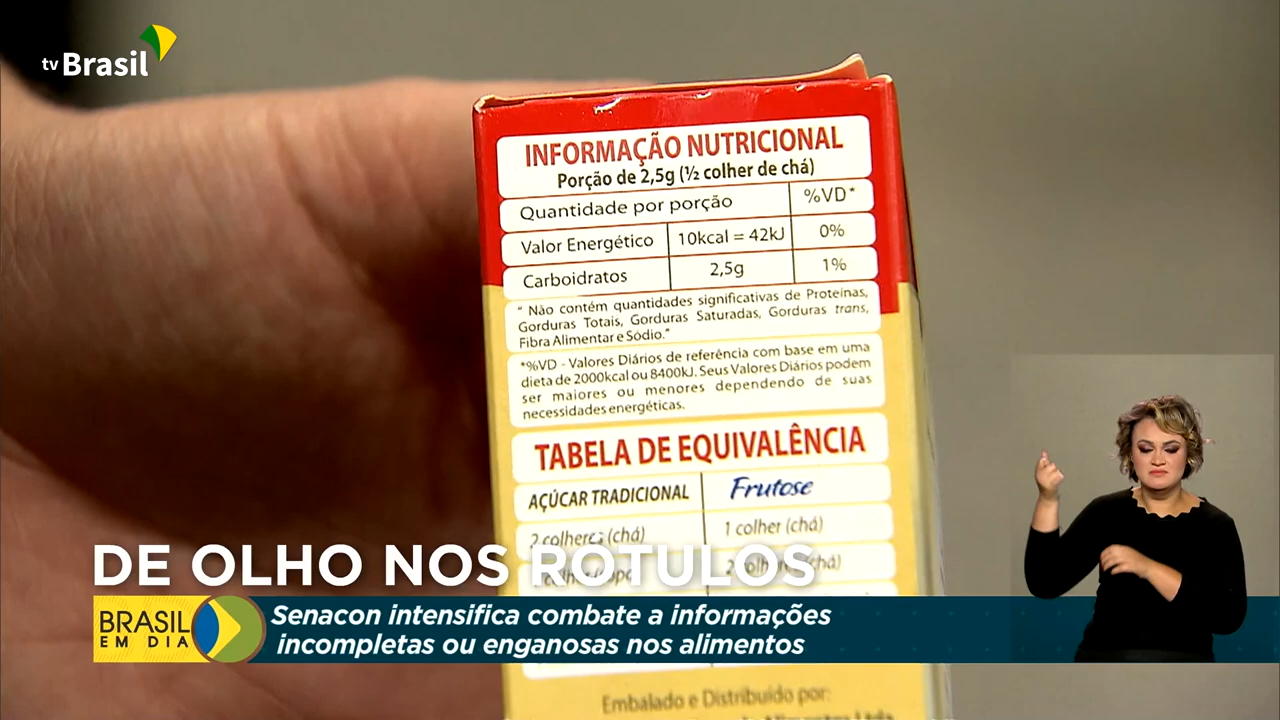 tv Brasil
INFORMAÇÃO NUTRICIONAL
Porção de 2,5g (½ colher de chá)
Quantidade por porção %VD*
Valor Energético 10kcal = 42kJ 0%
Carboidratos 2,5g 1%
" Não contém quantidades significativas de Proteínas,
Gorduras Totais, Gorduras Saturadas, Gorduras trans,
Fibra Alimentar e Sódio."
*%VD - Valores Diários de referência com base em uma
dieta de 2000kcal ou 8400kJ. Seus Valores Diários podem
ser maiores ou menores dependendo de suas
necessidades energéticas.
TABELA DE EQUIVALÊNCIA
AÇÚCAR TRADICIONAL Frutose
2 colheres (chá) 1 colher (chá)
DE OLHO NOS RÓTULOS
BRASIL
EM DIA
Senacon intensifica combate a informações
incompletas ou enganosas nos alimentos
Embalado e Distribuído por:
Alimentos Ltda